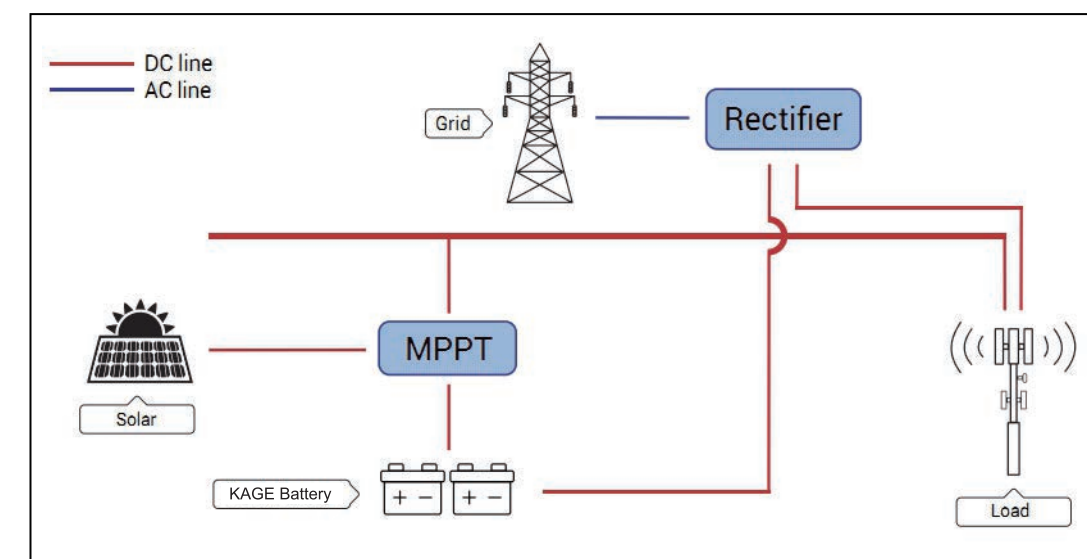 DC line
AC line
Grid
Rectifier
MPPT
Solar
KAGE Battery
+ − + −
Load